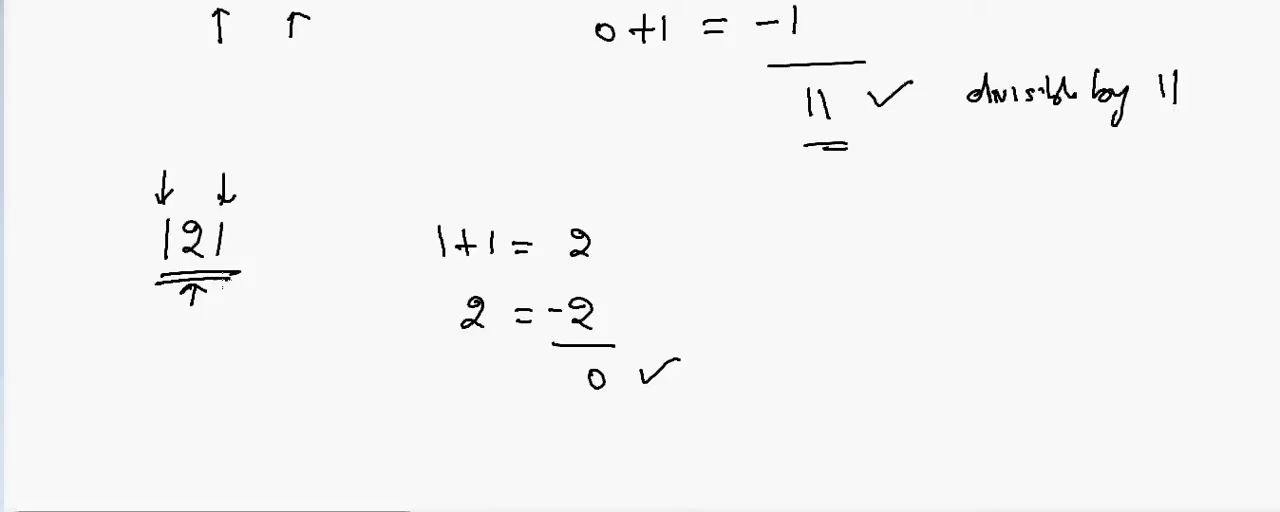 0 +1 = -1
11 ✓ divisible by 11
121
1+1 = 2
2 = -2
0 ✓